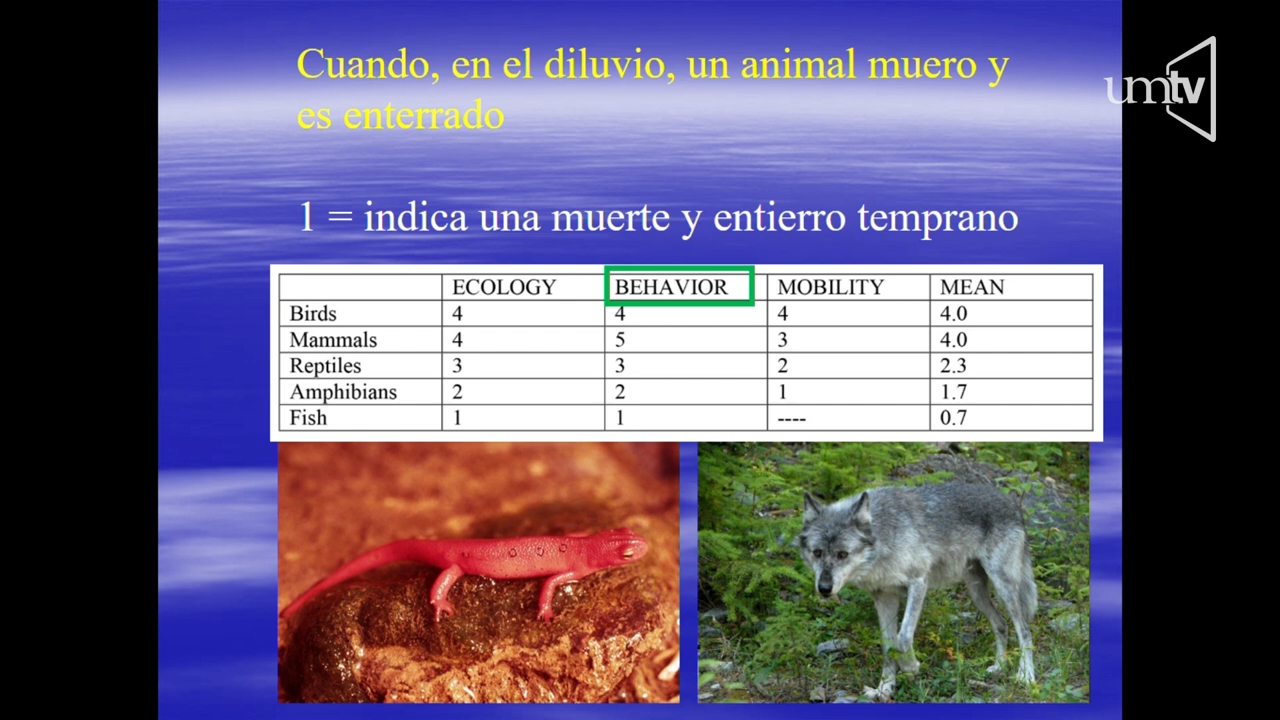 Cuando, en el diluvio, un animal muero y
es enterrado
umtv
1 = indica una muerte y entierro temprano
ECOLOGY BEHAVIOR MOBILITY MEAN
Birds 4 4 4 4.0
Mammals 4 5 3 4.0
Reptiles 3 3 2 2.3
Amphibians 2 2 1 1.7
Fish 1 1 ---- 0.7